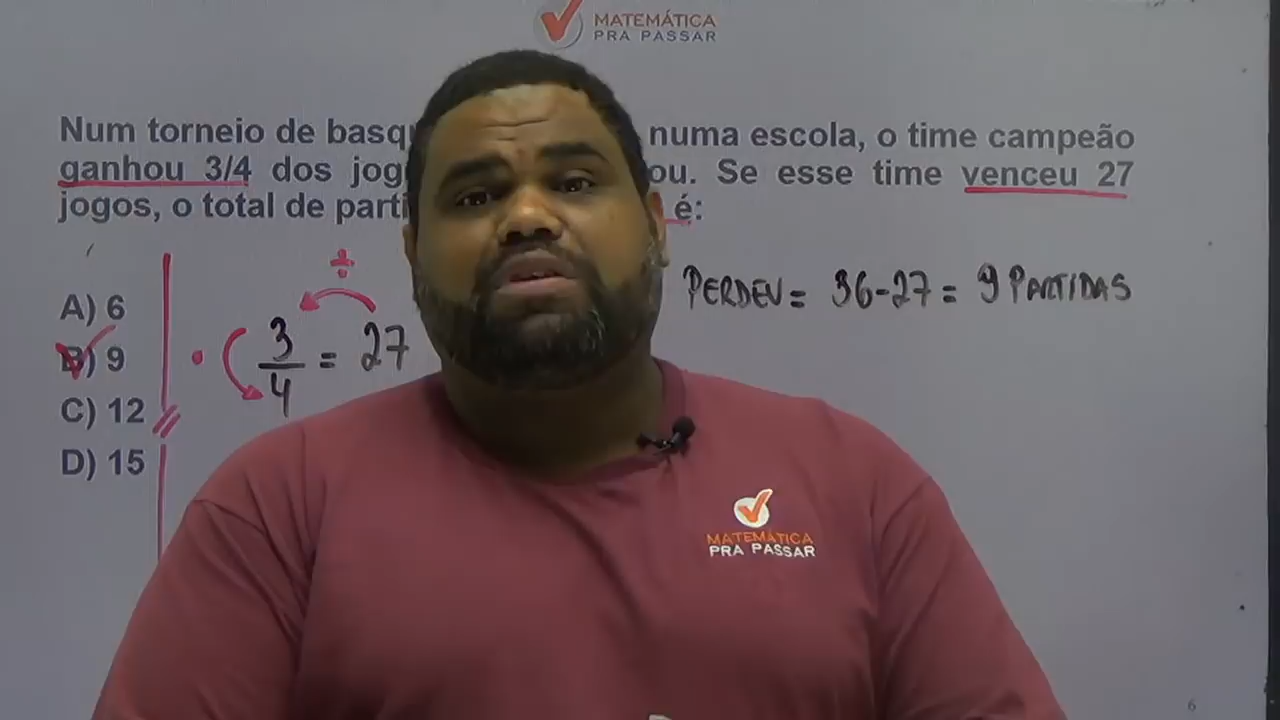 MATEMÁTICA
PRA PASSAR
Num torneio de basq numa escola, o time campeão
ganhou 3/4 dos jog ou. Se esse time venceu 27
jogos, o total de parti é:
A) 6
B) 9
C) 12
D) 15
÷
3/4 = 27
PERDEU = 36-27 = 9 PARTIDAS
MATEMÁTICA
PRA PASSAR
6